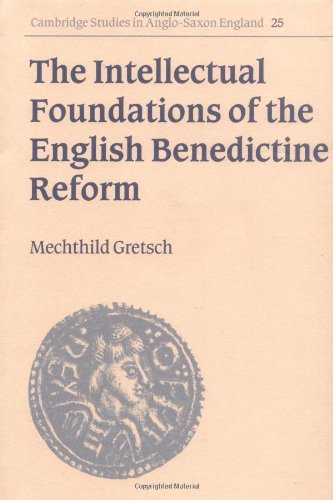 Cambridge Studies in Anglo-Saxon England 25
The Intellectual
Foundations of the
English Benedictine
Reform
Mechthild Gretsch